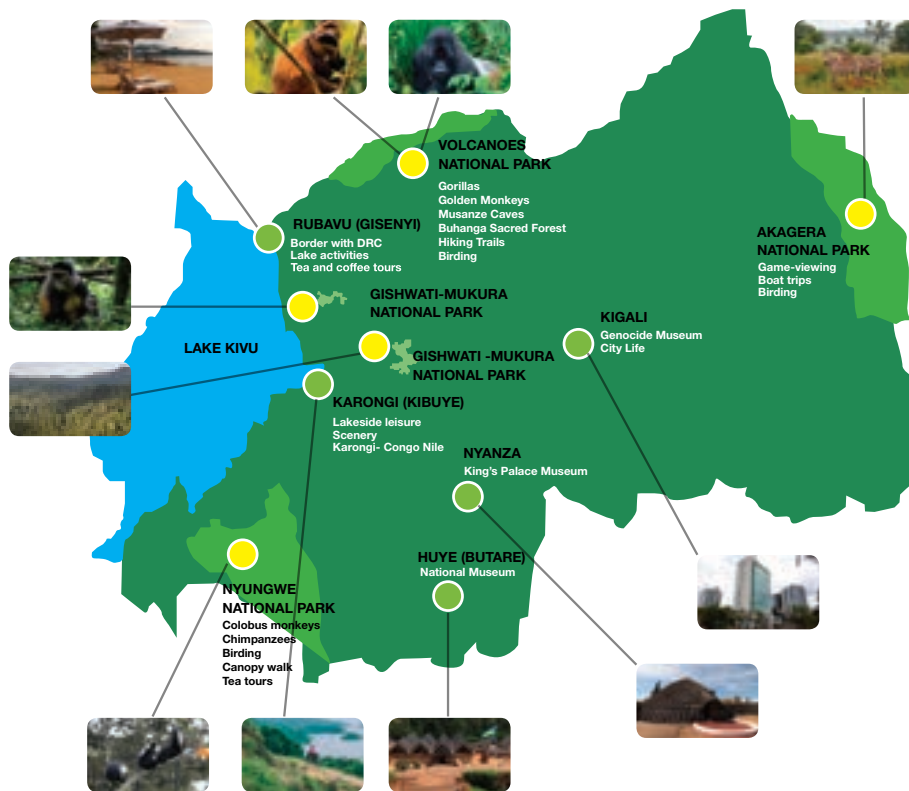 VOLCANOES
NATIONAL PARK
Gorillas
Golden Monkeys
Musanze Caves
Buhanga Sacred Forest
Hiking Trails
Birding
RUBAVU (GISENYI)
Border with DRC
Lake activities
Tea and coffee tours
AKAGERA
NATIONAL PARK
Game-viewing
Boat trips
Birding
GISHWATI-MUKURA
NATIONAL PARK
LAKE KIVU
KIGALI
Genocide Museum
City Life
GISHWATI -MUKURA
NATIONAL PARK
KARONGI (KIBUYE)
Lakeside leisure
Scenery
Karongi- Congo Nile
NYANZA
King's Palace Museum
HUYE (BUTARE)
National Museum
NYUNGWE
NATIONAL PARK
Colobus monkeys
Chimpanzees
Birding
Canopy walk
Tea tours